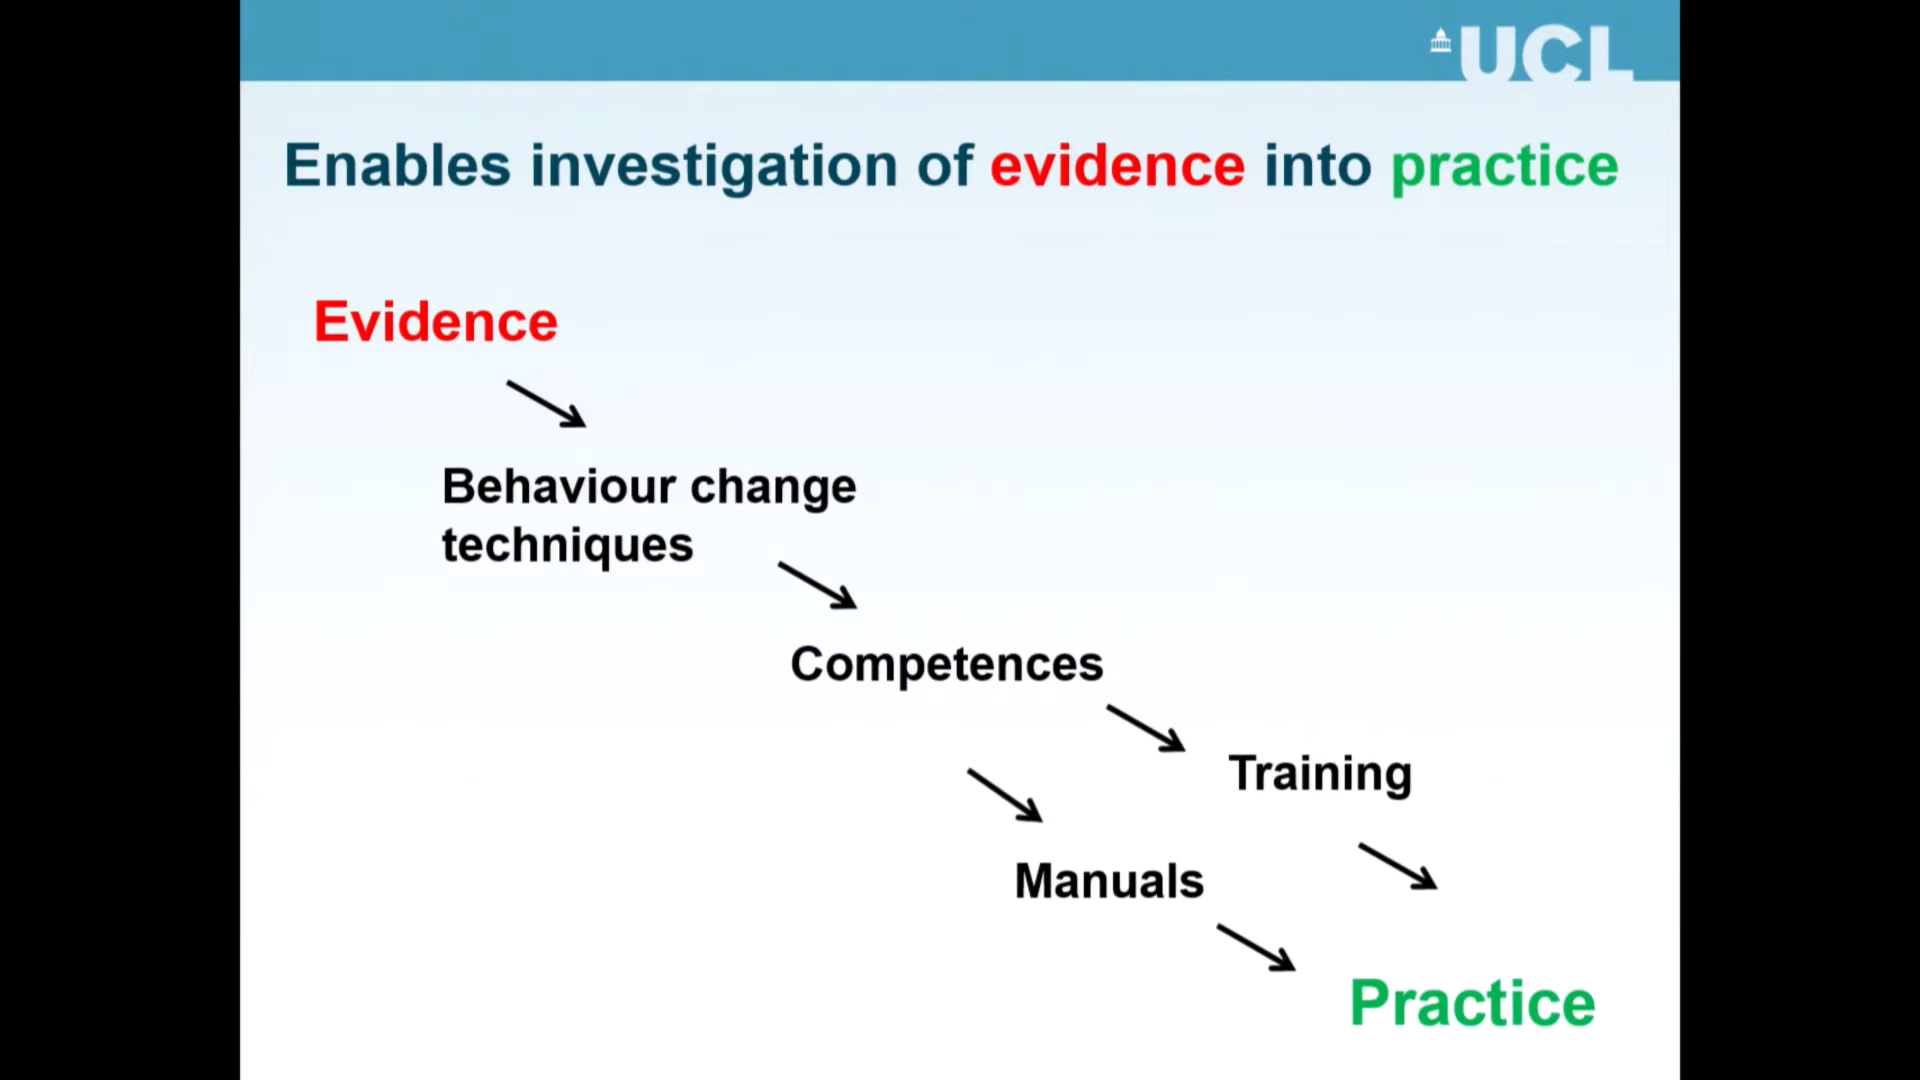 UCL
Enables investigation of evidence into practice
Evidence
Behaviour change
techniques
Competences
Training
Manuals
Practice